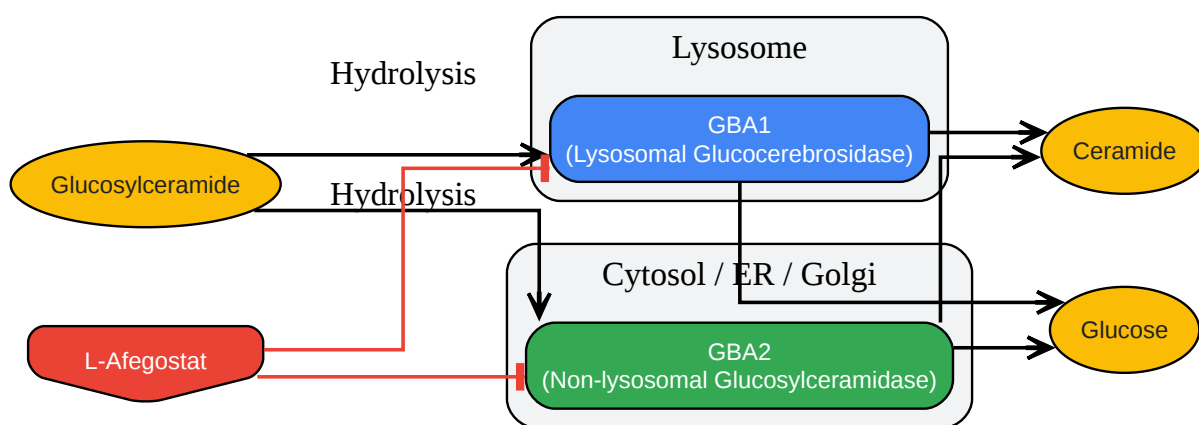 Lysosome
Hydrolysis
GBA1
(Lysosomal Glucocerebrosidase)
Ceramide
Glucosylceramide
Hydrolysis
Cytosol / ER / Golgi
Glucose
L-Afegostat
GBA2
(Non-lysosomal Glucosylceramidase)